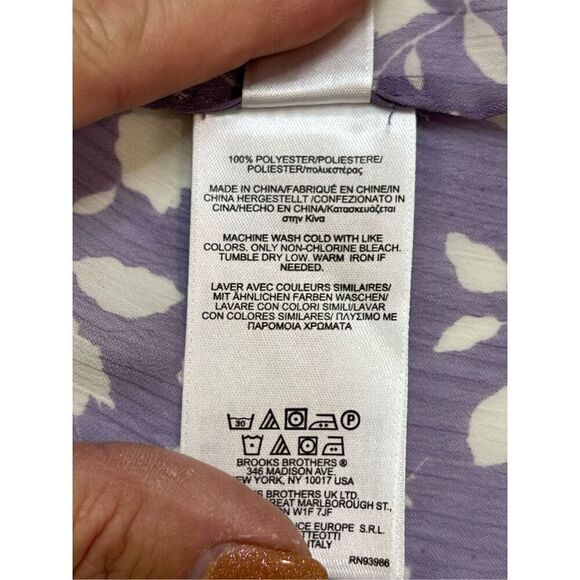 100% POLYESTER/POLIESTERE/
POLIESTER/πολυεστέρας
MADE IN CHINA/FABRIQUÉ EN CHINE/IN
CHINA HERGESTELLT /CONFEZIONATO IN
CINA/HECHO EN CHINA/Κατασκευάζεται
στην Κίνα
MACHINE WASH COLD WITH LIKE
COLORS. ONLY NON-CHLORINE BLEACH.
TUMBLE DRY LOW. WARM IRON IF
NEEDED.
LAVER AVEC COULEURS SIMILAIRES/
MIT ÄHNLICHEN FARBEN WASCHEN/
LAVARE CON COLORI SIMILI/LAVAR
CON COLORES SIMILARES/ ΠΛΥΣΙΜΟ ΜΕ
ΠΑΡΟΜΟΙΑ ΧΡΩΜΑΤΑ
30 P
BROOKS BROTHERS ®
346 MADISON AVE.
NEW YORK, NY 10017 USA
BROTHERS UK LTD.
MARLBOROUGH ST.,
W1F 7JF
EUROPE S.R.L.
ITALY
RN93986